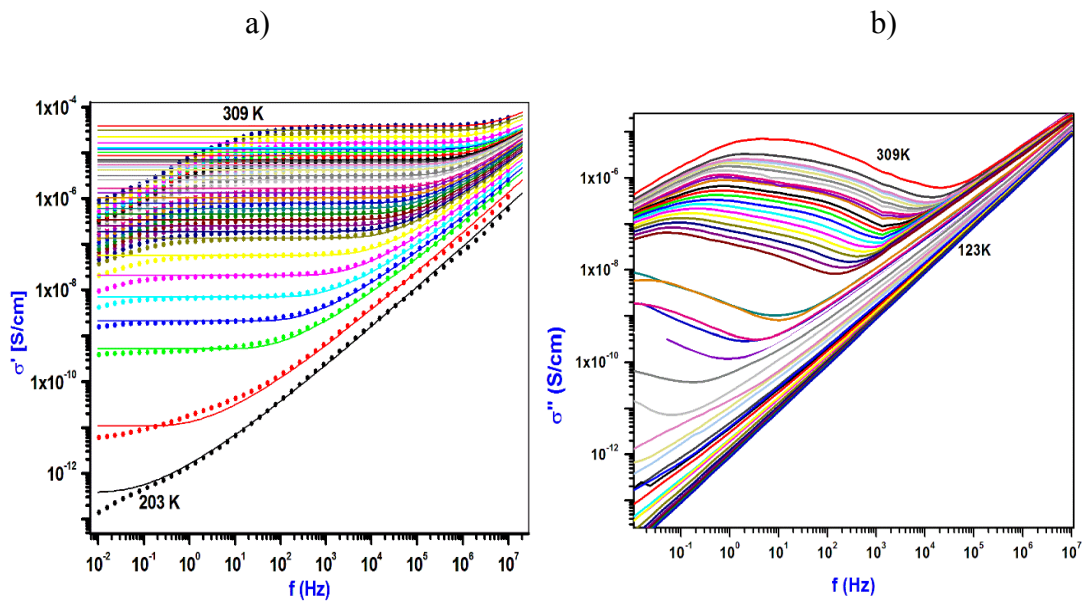 a)
b)
1x10⁻⁴
1x10⁻⁶
1x10⁻⁸
1x10⁻¹⁰
1x10⁻¹²
σ' [S/cm]
309 K
203 K
10⁻² 10⁻¹ 10⁰ 10¹ 10² 10³ 10⁴ 10⁵ 10⁶ 10⁷
f (Hz)
10⁻⁶
10⁻⁸
10⁻¹⁰
10⁻¹²
σ'' (S/cm)
309K
123K
10⁻¹ 10⁰ 10¹ 10² 10³ 10⁴ 10⁵ 10⁶ 10⁷
f (Hz)